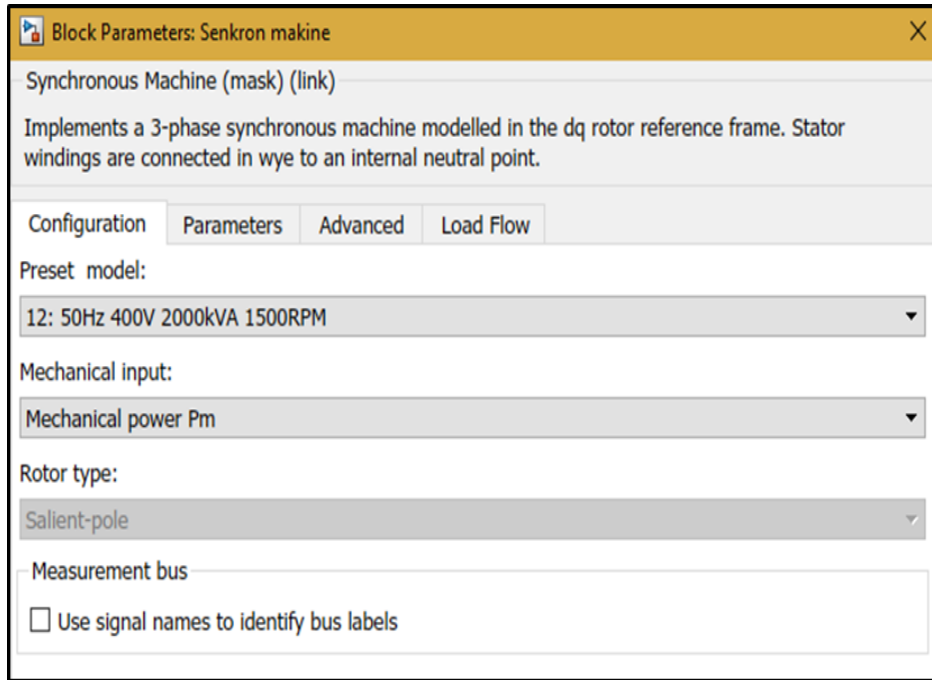 Block Parameters: Senkron makine
Synchronous Machine (mask) (link)
Implements a 3-phase synchronous machine modelled in the dq rotor reference frame. Stator
windings are connected in wye to an internal neutral point.
Configuration Parameters Advanced Load Flow
Preset model:
12: 50Hz 400V 2000kVA 1500RPM
Mechanical input:
Mechanical power Pm
Rotor type:
Salient-pole
Measurement bus
Use signal names to identify bus labels